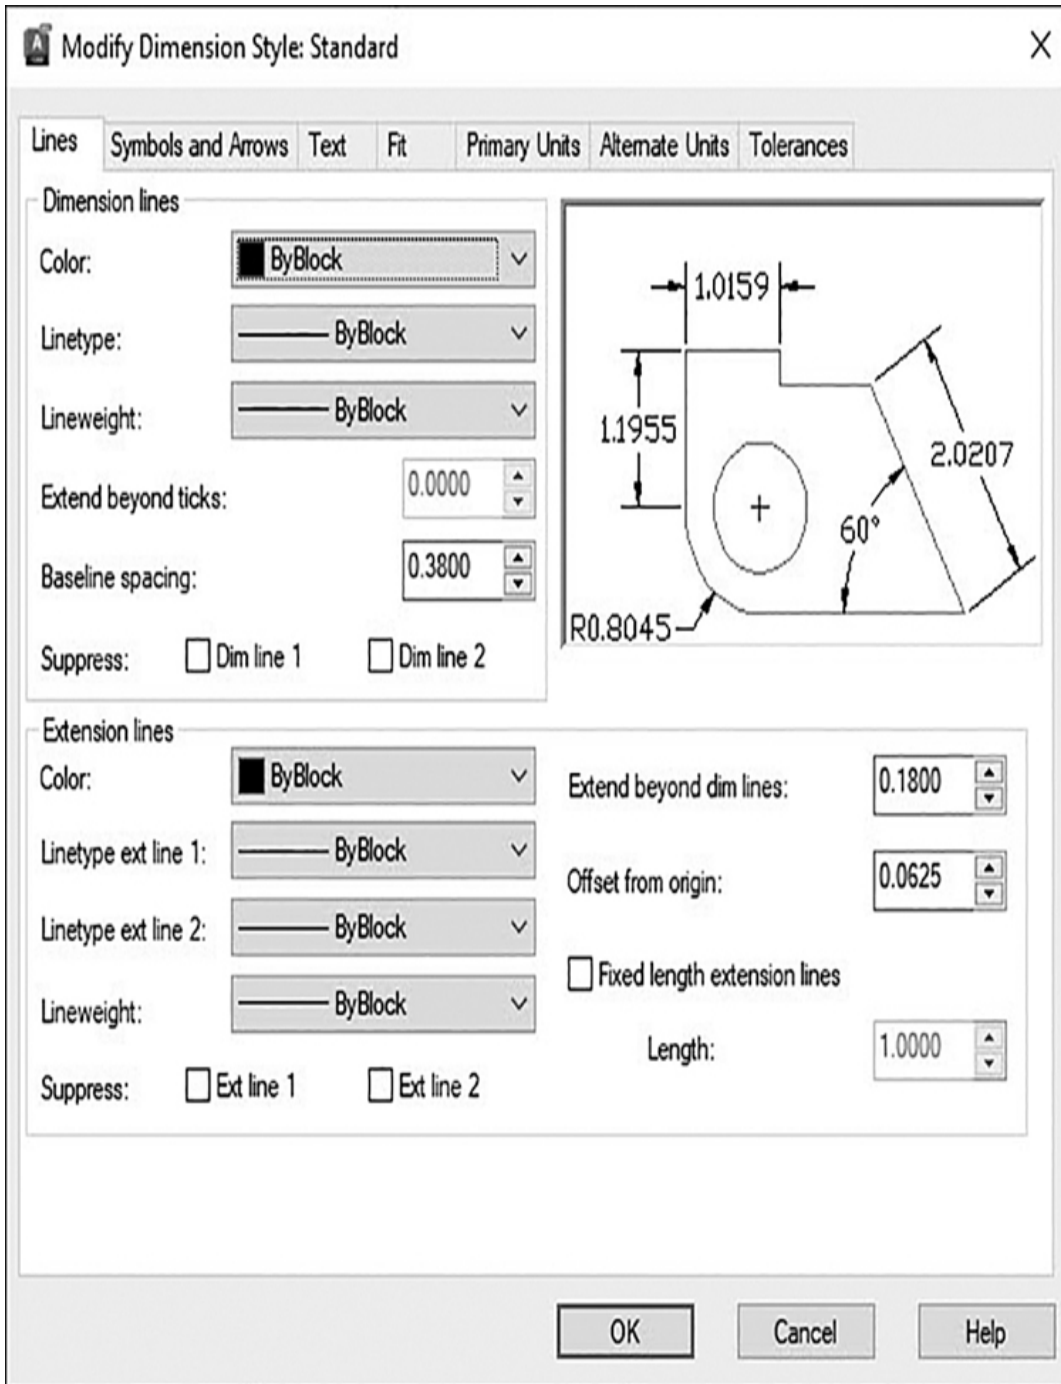 Modify Dimension Style: Standard
Lines Symbols and Arrows Text Fit Primary Units Alternate Units Tolerances
Dimension lines
Color: ByBlock
Linetype: ByBlock
Lineweight: ByBlock
Extend beyond ticks: 0.0000
Baseline spacing: 0.3800
Suppress: Dim line 1 Dim line 2
1.0159
1.1955
2.0207
60°
R0.8045
Extension lines
Color: ByBlock
Linetype ext line 1: ByBlock
Linetype ext line 2: ByBlock
Lineweight: ByBlock
Suppress: Ext line 1 Ext line 2
Extend beyond dim lines: 0.1800
Offset from origin: 0.0625
Fixed length extension lines
Length: 1.0000
OK Cancel Help